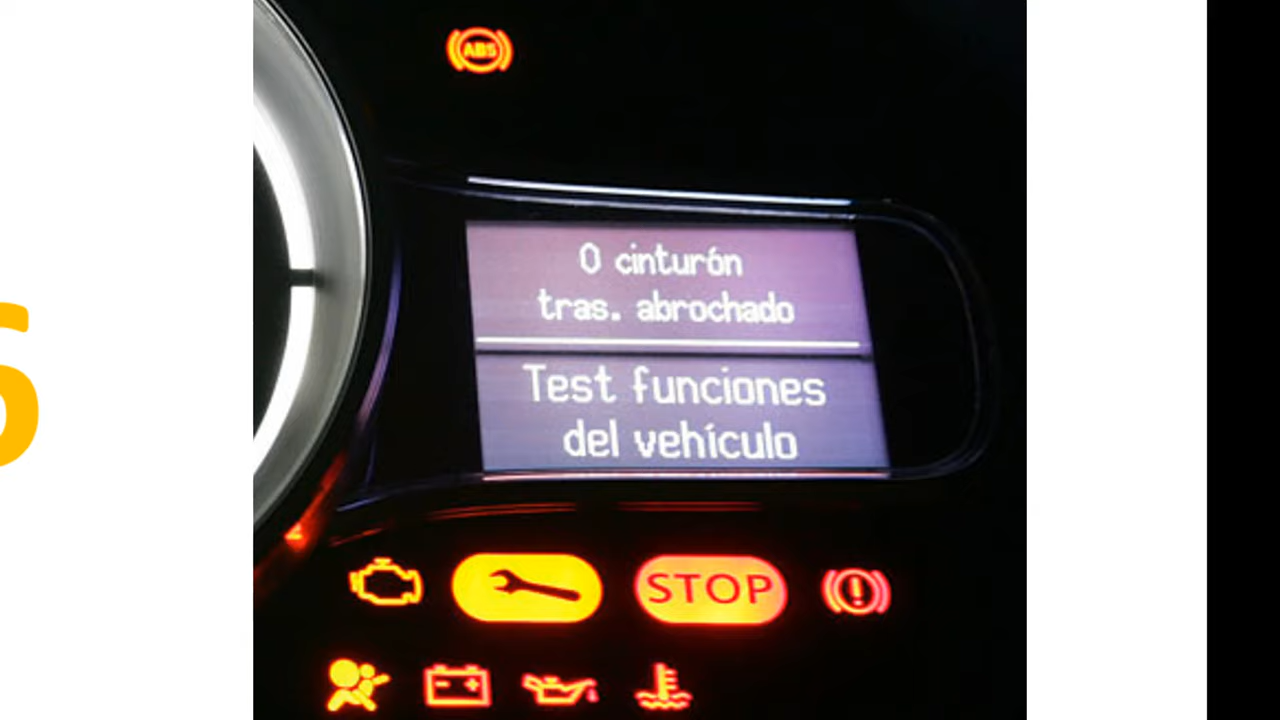 ABS
0 cinturón
tras. abrochado
Test funciones
del vehículo
STOP